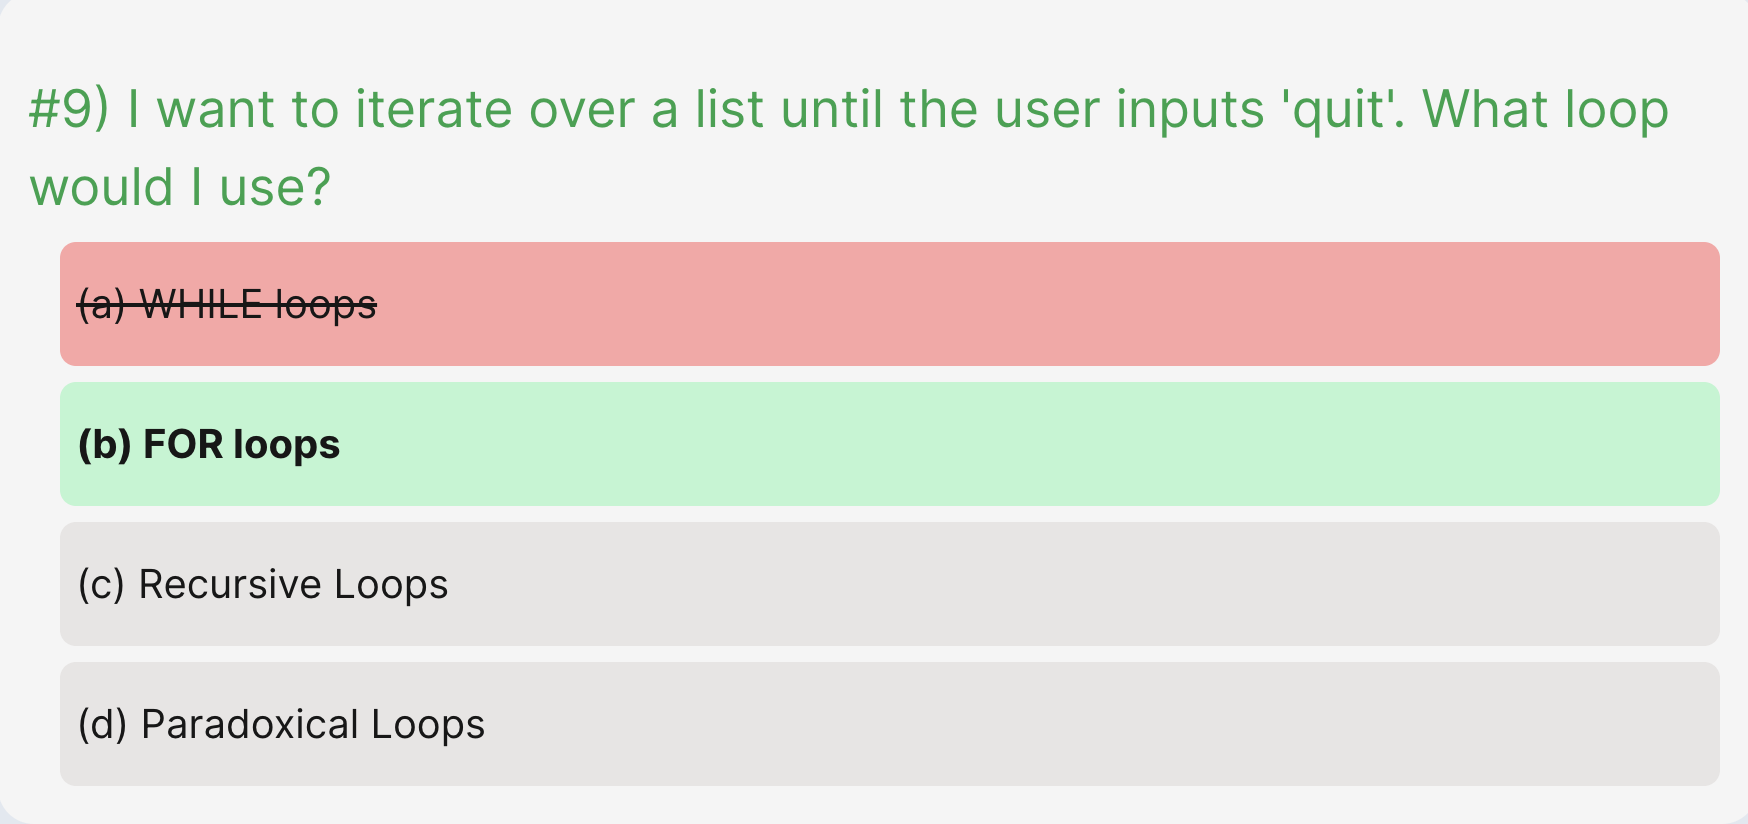 #9) I want to iterate over a list until the user inputs 'quit'. What loop
would I use?
(a) WHILE loops
(b) FOR loops
(c) Recursive Loops
(d) Paradoxical Loops